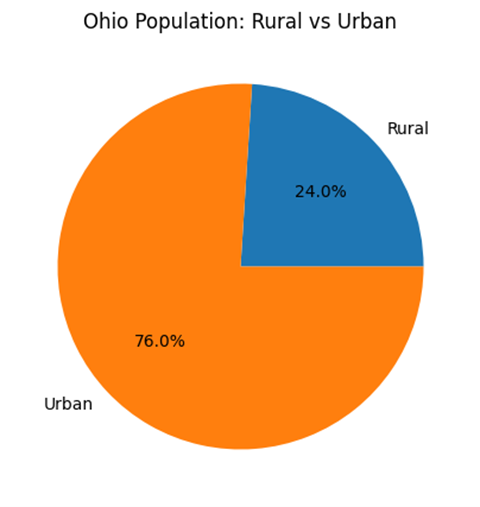 Ohio Population: Rural vs Urban
Rural
24.0%
76.0%
Urban